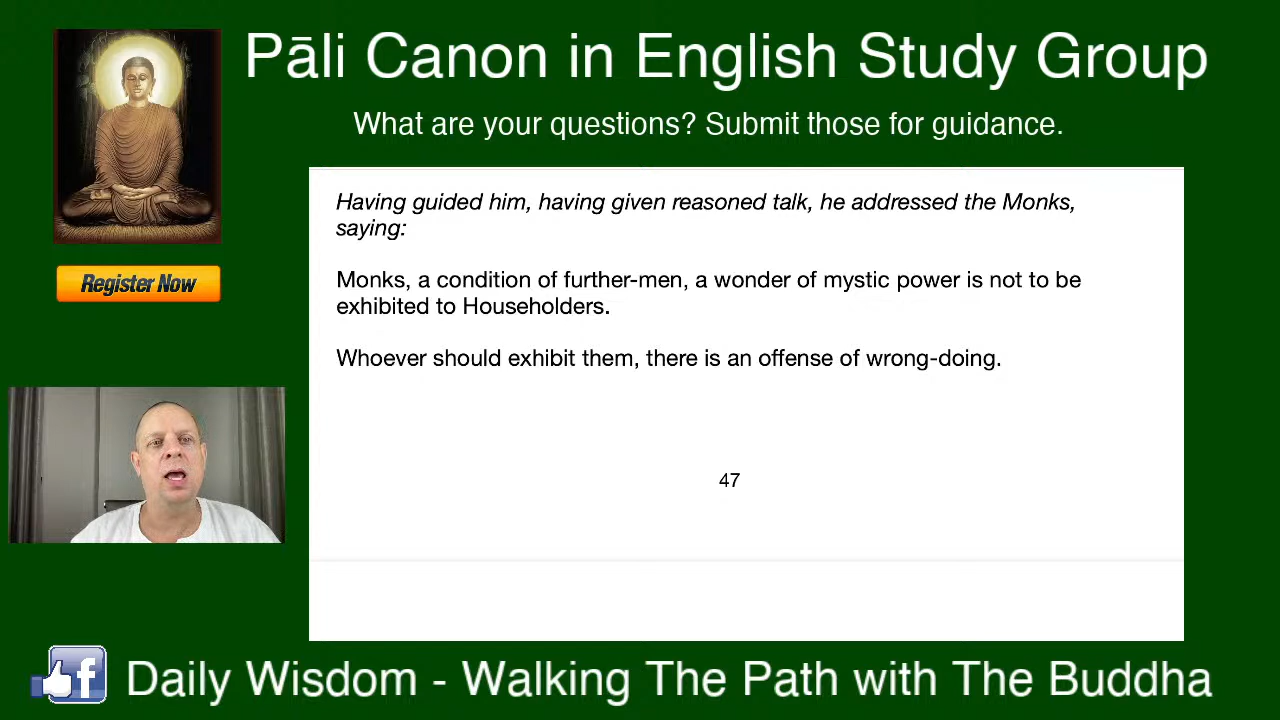 Pāli Canon in English Study Group
What are your questions? Submit those for guidance.
Having guided him, having given reasoned talk, he addressed the Monks,
saying:
Register Now
Monks, a condition of further-men, a wonder of mystic power is not to be
exhibited to Householders.
Whoever should exhibit them, there is an offense of wrong-doing.
47
f
Daily Wisdom - Walking The Path with The Buddha